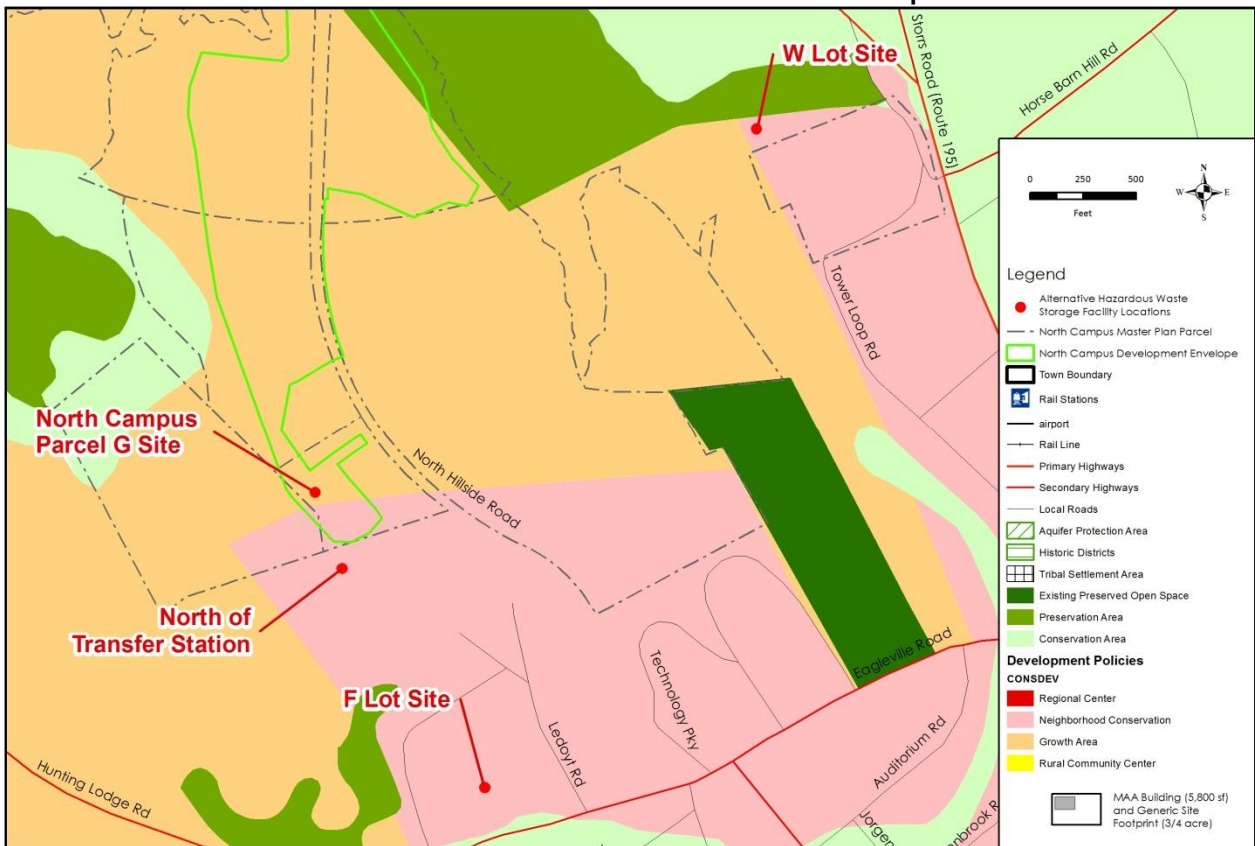 W Lot Site
Storrs Road (Route 195)
Horse Barn Hill Rd
Tower Loop Rd
North Campus
Parcel G Site
North Hillside Road
North of
Transfer Station
F Lot Site
Ledoyt Rd
Technology Pky
Eagleville Road
Auditorium Rd
Hunting Lodge Rd
Jorgen
nbrook R
0 250 500
Feet
N
W E
S
Legend
Alternative Hazardous Waste
Storage Facility Locations
North Campus Master Plan Parcel
North Campus Development Envelope
Town Boundary
Rail Stations
airport
Rail Line
Primary Highways
Secondary Highways
Local Roads
Aquifer Protection Area
Historic Districts
Tribal Settlement Area
Existing Preserved Open Space
Preservation Area
Conservation Area
Development Policies
CONSDEV
Regional Center
Neighborhood Conservation
Growth Area
Rural Community Center
MAA Building (5,800 sf)
and Generic Site
Footprint (3/4 acre)